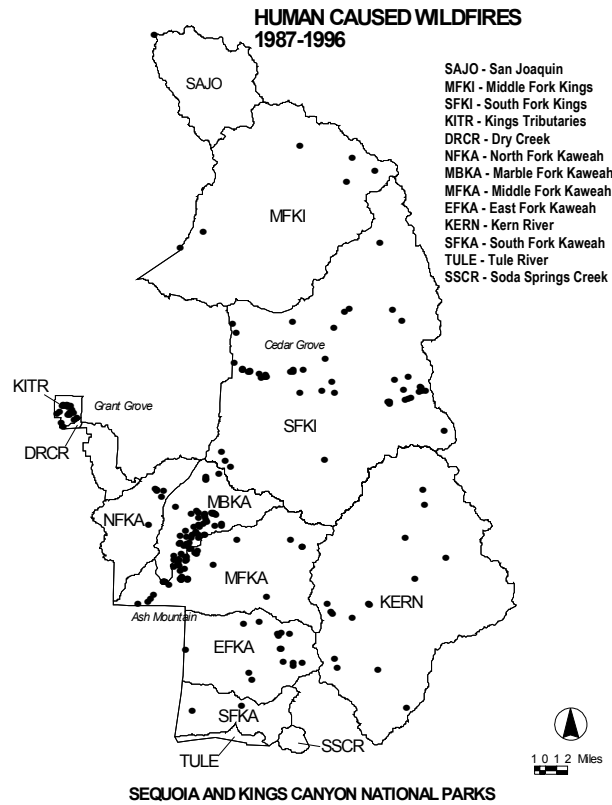 HUMAN CAUSED WILDFIRES
1987-1996
SAJO - San Joaquin
MFKI - Middle Fork Kings
SFKI - South Fork Kings
KITR - Kings Tributaries
DRCR - Dry Creek
NFKA - North Fork Kaweah
MBKA - Marble Fork Kaweah
MFKA - Middle Fork Kaweah
EFKA - East Fork Kaweah
KERN - Kern River
SFKA - South Fork Kaweah
TULE - Tule River
SSCR - Soda Springs Creek
SAJO
MFKI
Cedar Grove
KITR
Grant Grove
DRCR
SFKI
MBKA
NFKA
MFKA
KERN
Ash Mountain
EFKA
SFKA
TULE
SSCR
1 0 1 2 Miles
SEQUOIA AND KINGS CANYON NATIONAL PARKS